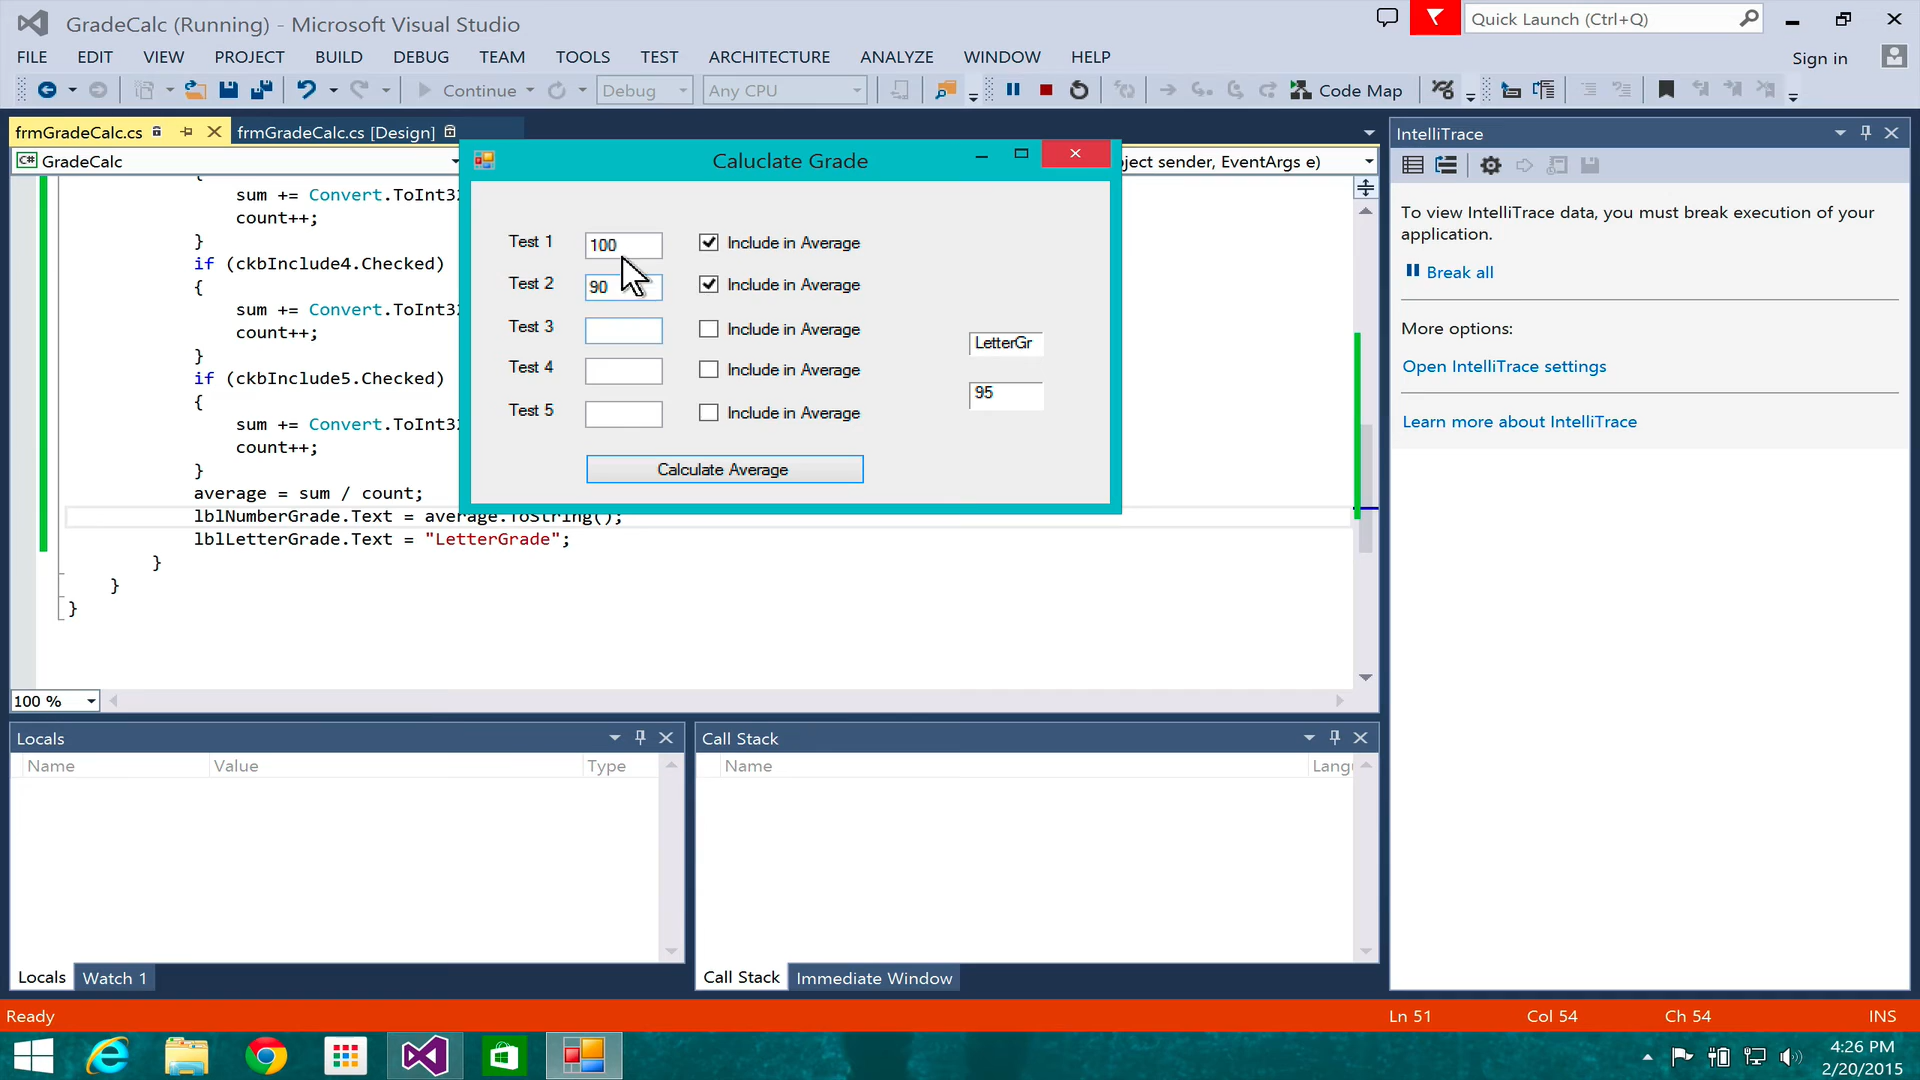 GradeCalc (Running) - Microsoft Visual Studio
Quick Launch (Ctrl+Q)
FILE EDIT VIEW PROJECT BUILD DEBUG TEAM TOOLS TEST ARCHITECTURE ANALYZE WINDOW HELP
Sign in
Continue Debug Any CPU Code Map
frmGradeCalc.cs frmGradeCalc.cs [Design]
IntelliTrace
C# GradeCalc
ject sender, EventArgs e)
Caluclate Grade
{
sum += Convert.ToInt32
count++;
}
if (ckbInclude4.Checked)
{
sum += Convert.ToInt32
count++;
}
if (ckbInclude5.Checked)
{
sum += Convert.ToInt32
count++;
}
average = sum / count;
lblNumberGrade.Text = average.ToString();
lblLetterGrade.Text = "LetterGrade";
}
}
}
Test 1 100 Include in Average
Test 2 90 Include in Average
Test 3 Include in Average
LetterGr
Test 4 Include in Average
95
Test 5 Include in Average
Calculate Average
To view IntelliTrace data, you must break execution of your
application.
Break all
More options:
Open IntelliTrace settings
Learn more about IntelliTrace
100 %
Locals
Name Value Type
Call Stack
Name Langu
Locals Watch 1
Call Stack Immediate Window
Ready Ln 51 Col 54 Ch 54 INS
4:26 PM
2/20/2015